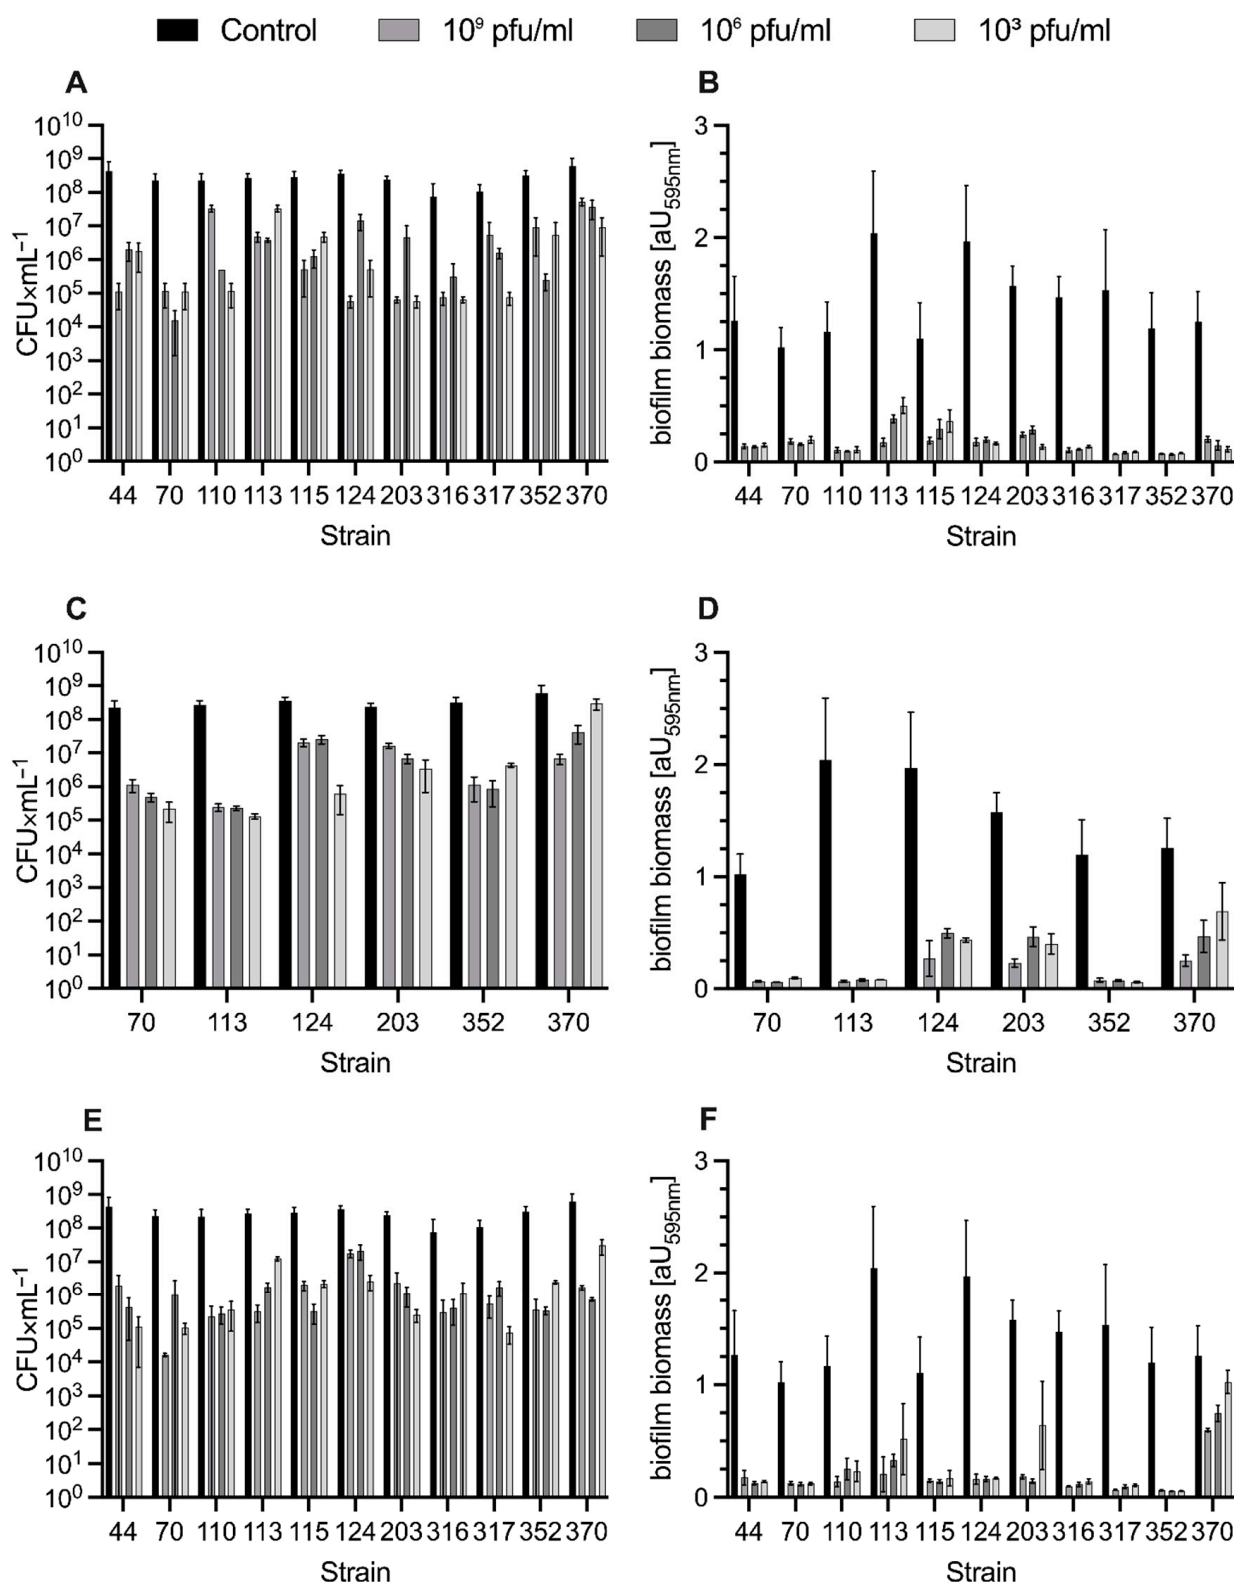 Control 10⁹ pfu/ml 10⁶ pfu/ml 10³ pfu/ml
A
CFU×mL⁻¹
10¹⁰
10⁹
10⁸
10⁷
10⁶
10⁵
10⁴
10³
10²
10¹
10⁰
44 70 110 113 115 124 203 316 317 352 370
Strain
B
biofilm biomass [aU₅₉₅ₙₘ]
3
2
1
0
44 70 110 113 115 124 203 316 317 352 370
Strain
C
CFU×mL⁻¹
10¹⁰
10⁹
10⁸
10⁷
10⁶
10⁵
10⁴
10³
10²
10¹
10⁰
70 113 124 203 352 370
Strain
D
biofilm biomass [aU₅₉₅ₙₘ]
3
2
1
0
70 113 124 203 352 370
Strain
E
CFU×mL⁻¹
10¹⁰
10⁹
10⁸
10⁷
10⁶
10⁵
10⁴
10³
10²
10¹
10⁰
44 70 110 113 115 124 203 316 317 352 370
Strain
F
biofilm biomass [aU₅₉₅ₙₘ]
3
2
1
0
44 70 110 113 115 124 203 316 317 352 370
Strain